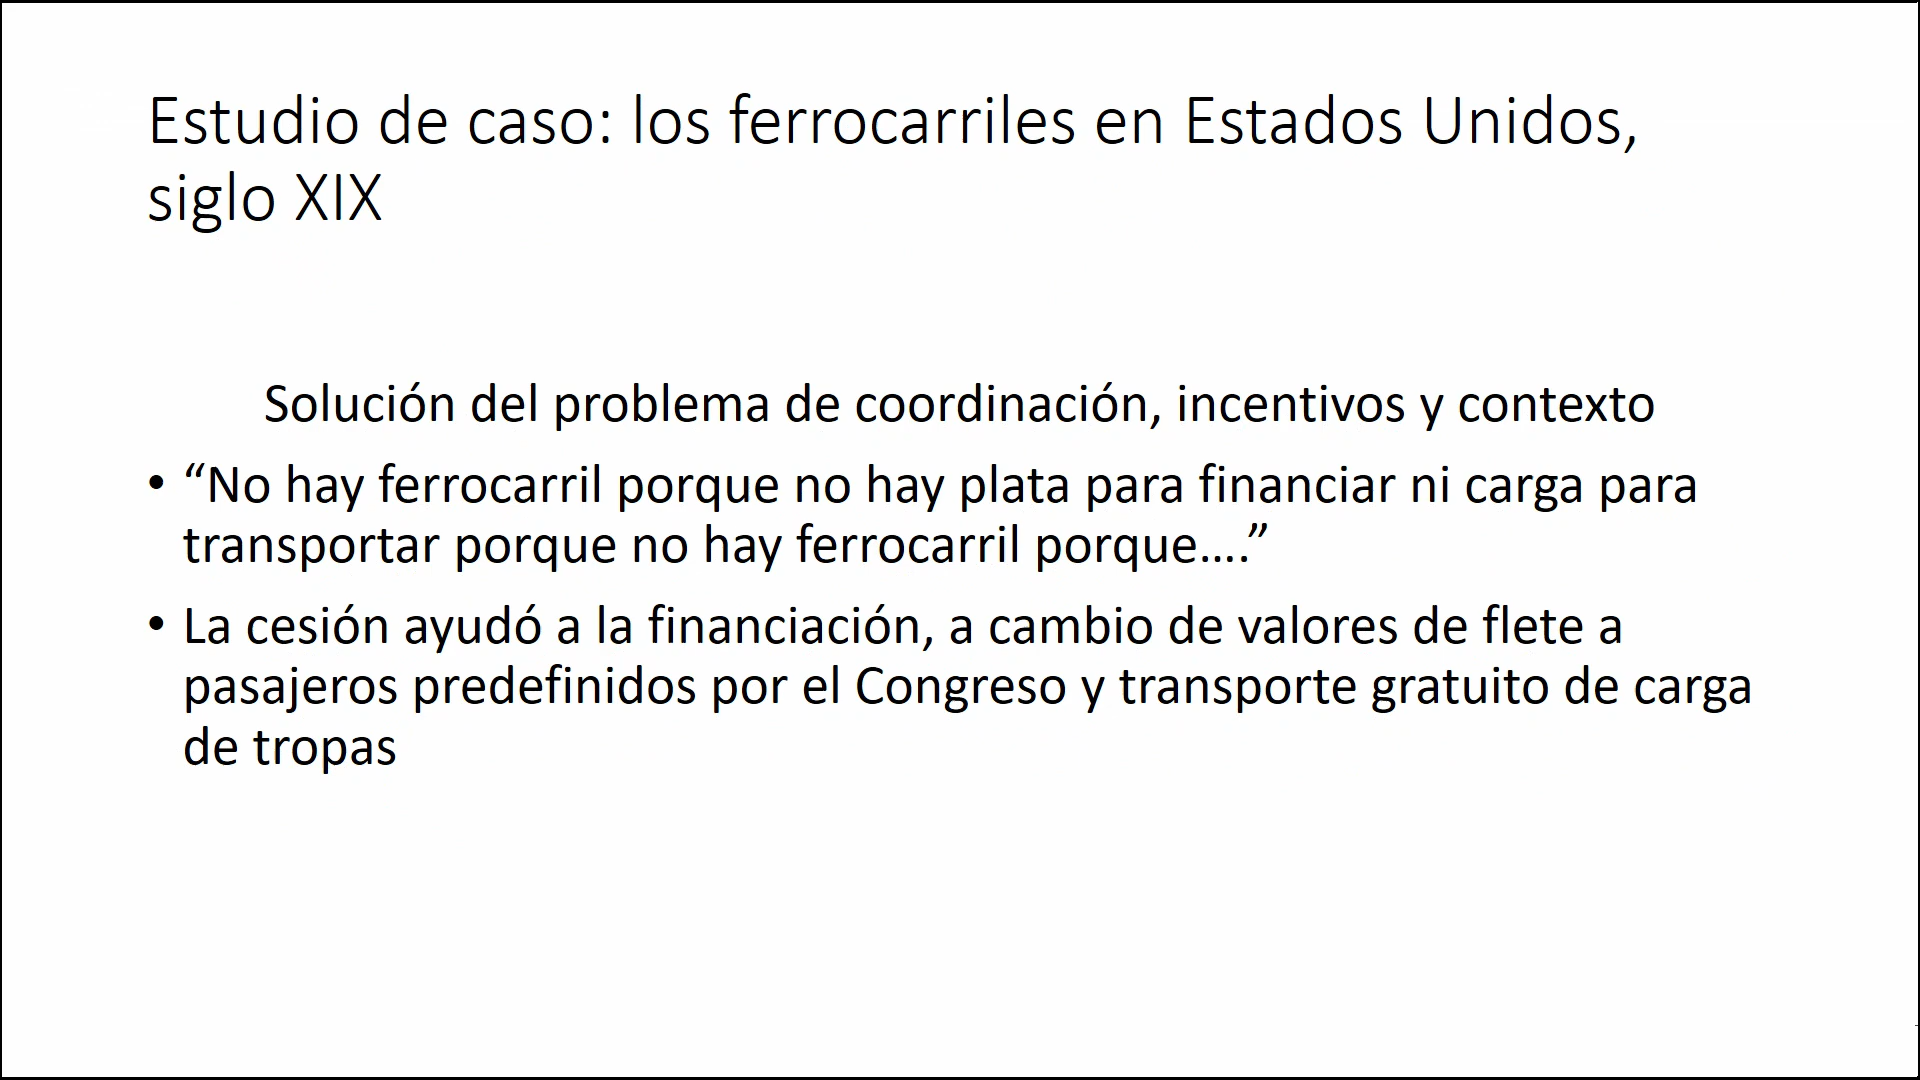 Estudio de caso: los ferrocarriles en Estados Unidos,
siglo XIX
Solución del problema de coordinación, incentivos y contexto
• “No hay ferrocarril porque no hay plata para financiar ni carga para
transportar porque no hay ferrocarril porque….”
• La cesión ayudó a la financiación, a cambio de valores de flete a
pasajeros predefinidos por el Congreso y transporte gratuito de carga
de tropas